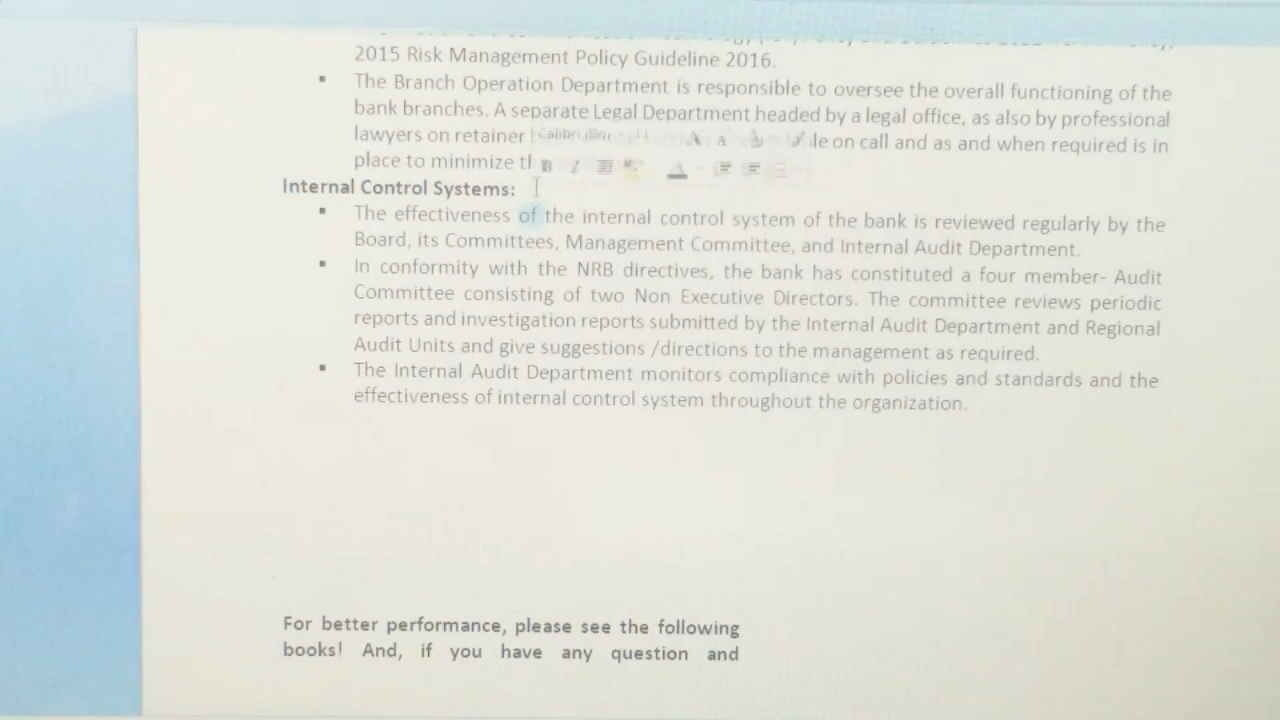 2015 Risk Management Policy Guideline 2016.
▪ The Branch Operation Department is responsible to oversee the overall functioning of the
bank branches. A separate Legal Department headed by a legal office, as also by professional
lawyers on retainer Calibri (Bo A A le on call and as and when required is in
place to minimize th B I
Internal Control Systems:
▪ The effectiveness of the internal control system of the bank is reviewed regularly by the
Board, its Committees, Management Committee, and Internal Audit Department.
▪ In conformity with the NRB directives, the bank has constituted a four member- Audit
Committee consisting of two Non Executive Directors. The committee reviews periodic
reports and investigation reports submitted by the Internal Audit Department and Regional
Audit Units and give suggestions /directions to the management as required.
▪ The Internal Audit Department monitors compliance with policies and standards and the
effectiveness of internal control system throughout the organization.
For better performance, please see the following
books! And, if you have any question and